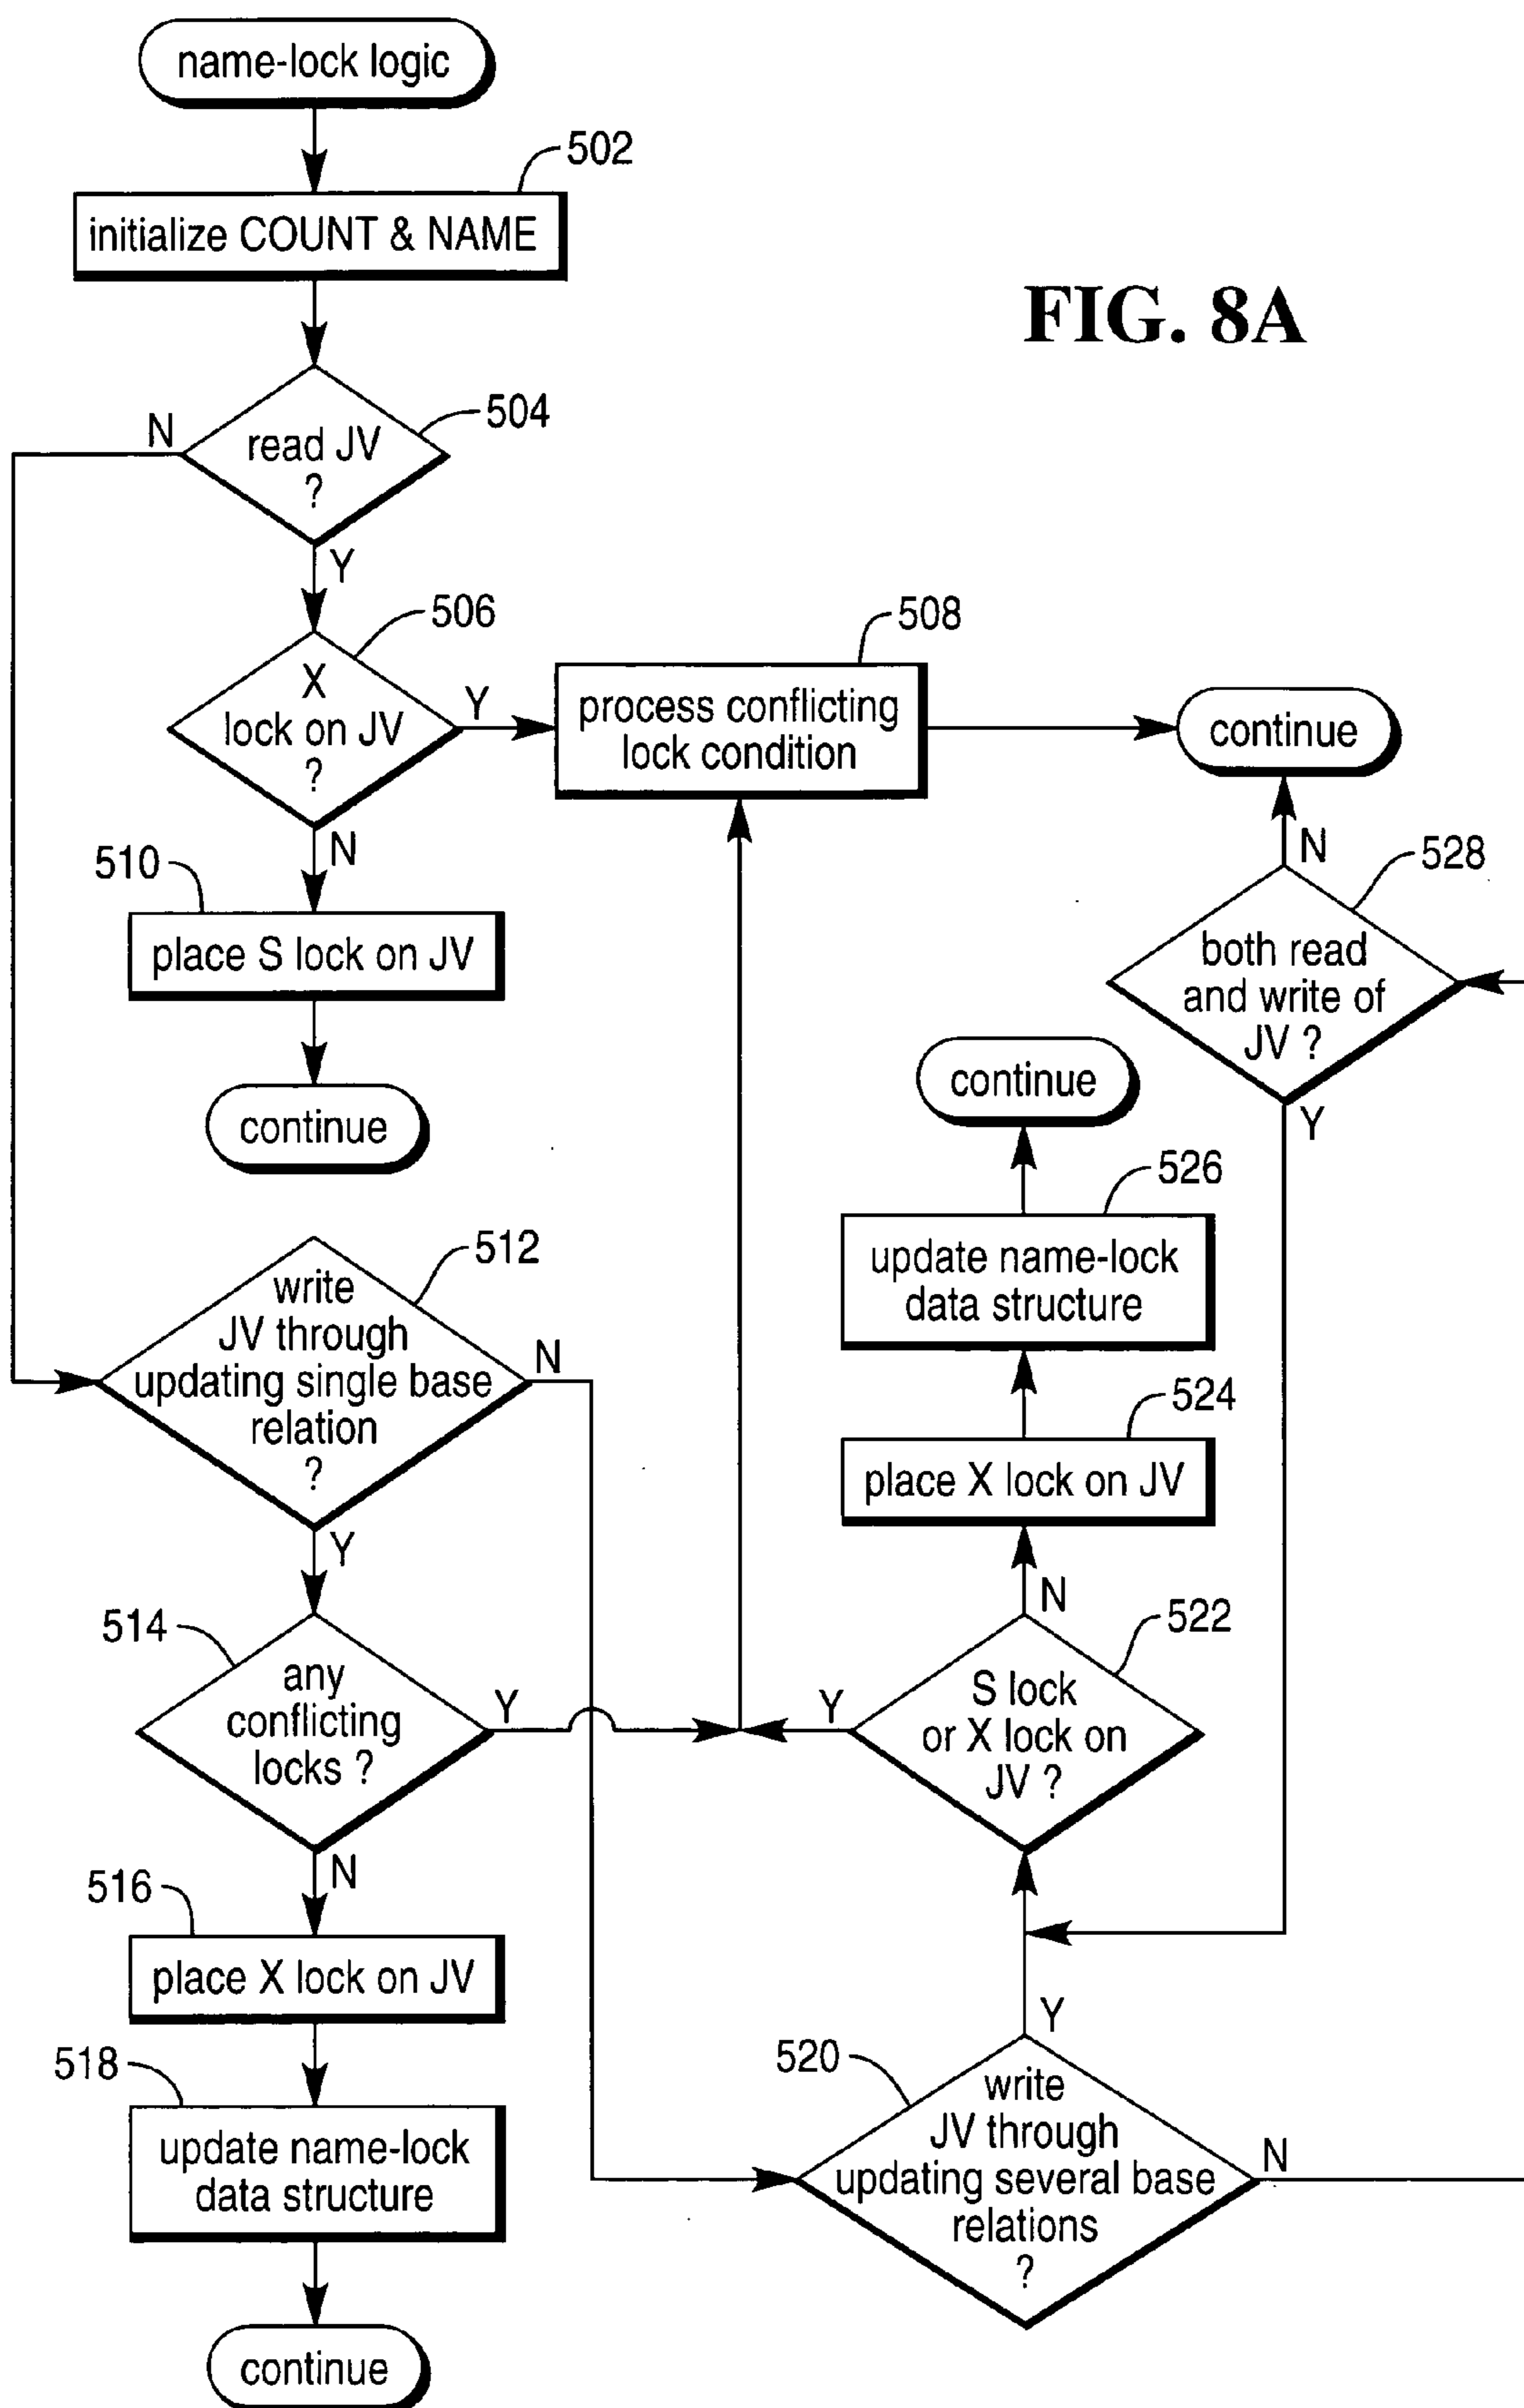 name-lock logic
502
initialize COUNT & NAME
FIG. 8A
504
N
read JV
?
Y
506
X
lock on JV
?
Y
508
process conflicting
lock condition
continue
N
510
place S lock on JV
continue
N
528
both read
and write of
JV ?
Y
continue
526
update name-lock
data structure
512
write
JV through
updating single base
relation
?
N
Y
524
place X lock on JV
N
522
S lock
or X lock on
JV ?
Y
514
any
conflicting
locks ?
Y
N
516
place X lock on JV
518
update name-lock
data structure
continue
Y
520
write
JV through
updating several base
relations
?
N